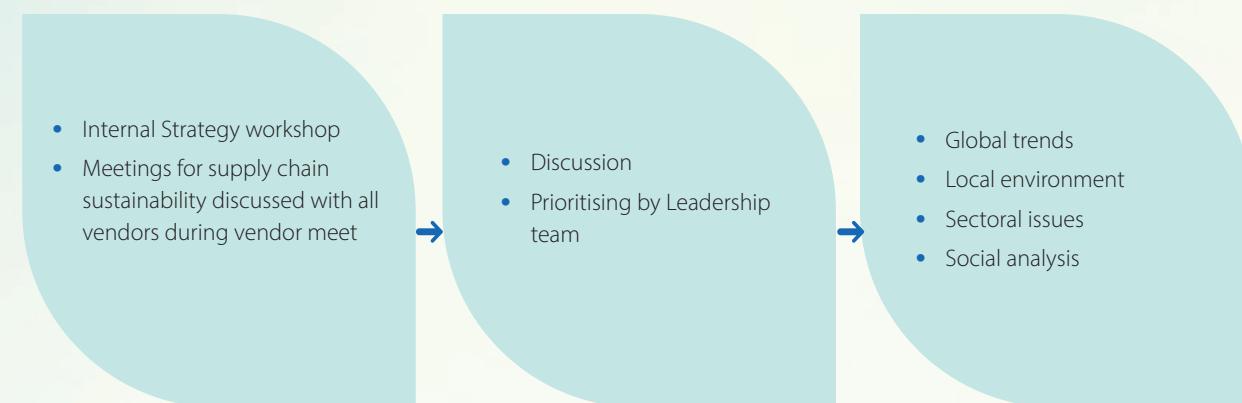 • Internal Strategy workshop
• Meetings for supply chain
sustainability discussed with all
vendors during vendor meet
• Discussion
• Prioritising by Leadership
team
• Global trends
• Local environment
• Sectoral issues
• Social analysis